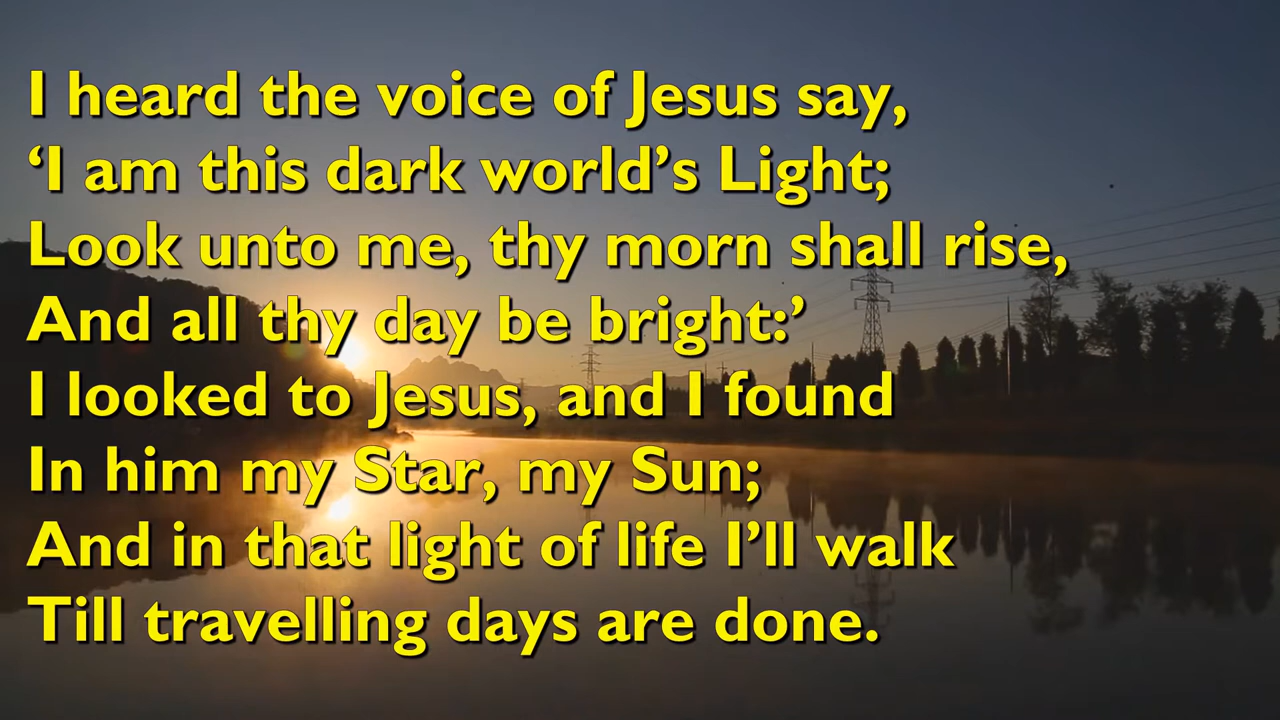 I heard the voice of Jesus say,
‘I am this dark world’s Light;
Look unto me, thy morn shall rise,
And all thy day be bright:’
I looked to Jesus, and I found
In him my Star, my Sun;
And in that light of life I’ll walk
Till travelling days are done.